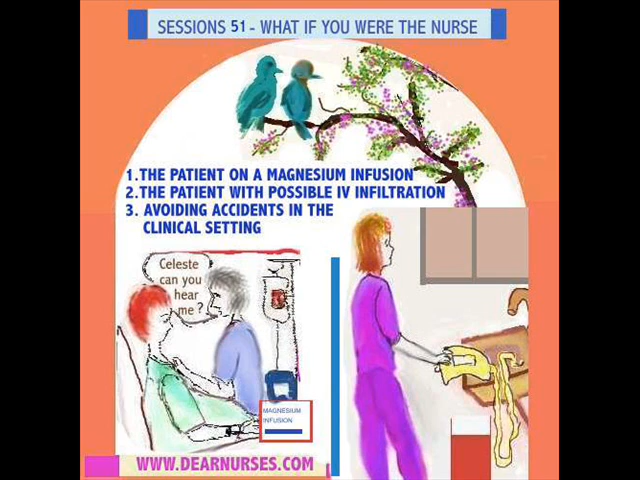 SESSIONS 51 - WHAT IF YOU WERE THE NURSE
1.THE PATIENT ON A MAGNESIUM INFUSION
2.THE PATIENT WITH POSSIBLE IV INFILTRATION
3. AVOIDING ACCIDENTS IN THE
CLINICAL SETTING
Celeste
can you
hear
me ?
MAGNESIUM
INFUSION
WWW.DEARNURSES.COM